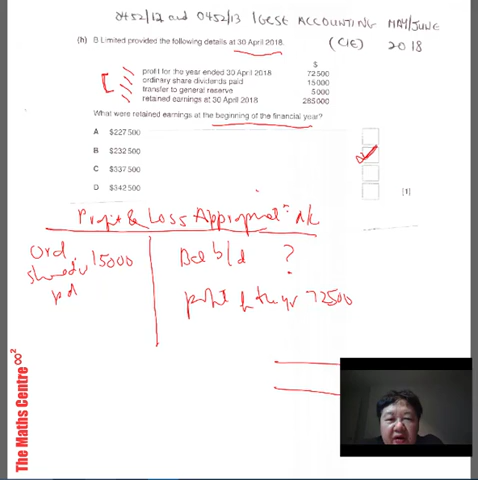 0452/12 and 0452/13 IGCSE ACCOUNTING MAY/JUNE
(CIE) 2018
(h) B Limited provided the following details at 30 April 2018.
$
profit for the year ended 30 April 2018 72 500
ordinary share dividends paid 15 000
transfer to general reserve 5 000
retained earnings at 30 April 2018 285 000
What were retained earnings at the beginning of the financial year?
A $227 500
B $232 500
C $337 500
D $342 500
[1]
Profit & Loss Appropriatn A/c
Ord. 15000 Bal b/d ?
pd profit for the yr 72500
The Maths Centre ∞²